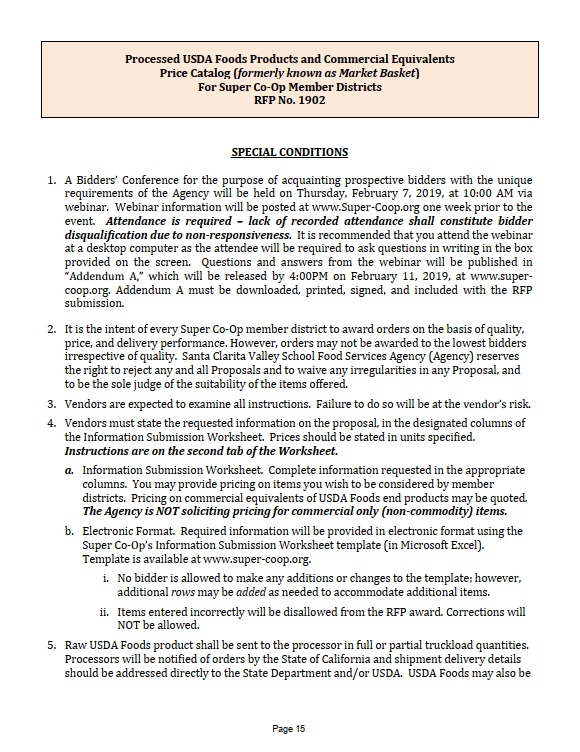 Processed USDA Foods Products and Commercial Equivalents
Price Catalog (formerly known as Market Basket)
For Super Co-Op Member Districts
RFP No. 1902
SPECIAL CONDITIONS
1. A Bidders' Conference for the purpose of acquainting prospective bidders with the unique
requirements of the Agency will be held on Thursday, February 7, 2019, at 10:00 AM via
webinar. Webinar information will be posted at www.Super-Coop.org one week prior to the
event. Attendance is required – lack of recorded attendance shall constitute bidder
disqualification due to non-responsiveness. It is recommended that you attend the webinar
at a desktop computer as the attendee will be required to ask questions in writing in the box
provided on the screen. Questions and answers from the webinar will be published in
"Addendum A," which will be released by 4:00PM on February 11, 2019, at www.super-
coop.org. Addendum A must be downloaded, printed, signed, and included with the RFP
submission.
2. It is the intent of every Super Co-Op member district to award orders on the basis of quality,
price, and delivery performance. However, orders may not be awarded to the lowest bidders
irrespective of quality. Santa Clarita Valley School Food Services Agency (Agency) reserves
the right to reject any and all Proposals and to waive any irregularities in any Proposal, and
to be the sole judge of the suitability of the items offered.
3. Vendors are expected to examine all instructions. Failure to do so will be at the vendor's risk.
4. Vendors must state the requested information on the proposal, in the designated columns of
the Information Submission Worksheet. Prices should be stated in units specified.
Instructions are on the second tab of the Worksheet.
a. Information Submission Worksheet. Complete information requested in the appropriate
columns. You may provide pricing on items you wish to be considered by member
districts. Pricing on commercial equivalents of USDA Foods end products may be quoted.
The Agency is NOT soliciting pricing for commercial only (non-commodity) items.
b. Electronic Format. Required information will be provided in electronic format using the
Super Co-Op's Information Submission Worksheet template (in Microsoft Excel).
Template is available at www.super-coop.org.
i. No bidder is allowed to make any additions or changes to the template; however,
additional rows may be added as needed to accommodate additional items.
ii. Items entered incorrectly will be disallowed from the RFP award. Corrections will
NOT be allowed.
5. Raw USDA Foods product shall be sent to the processor in full or partial truckload quantities.
Processors will be notified of orders by the State of California and shipment delivery details
should be addressed directly to the State Department and/or USDA. USDA Foods may also be
Page 15